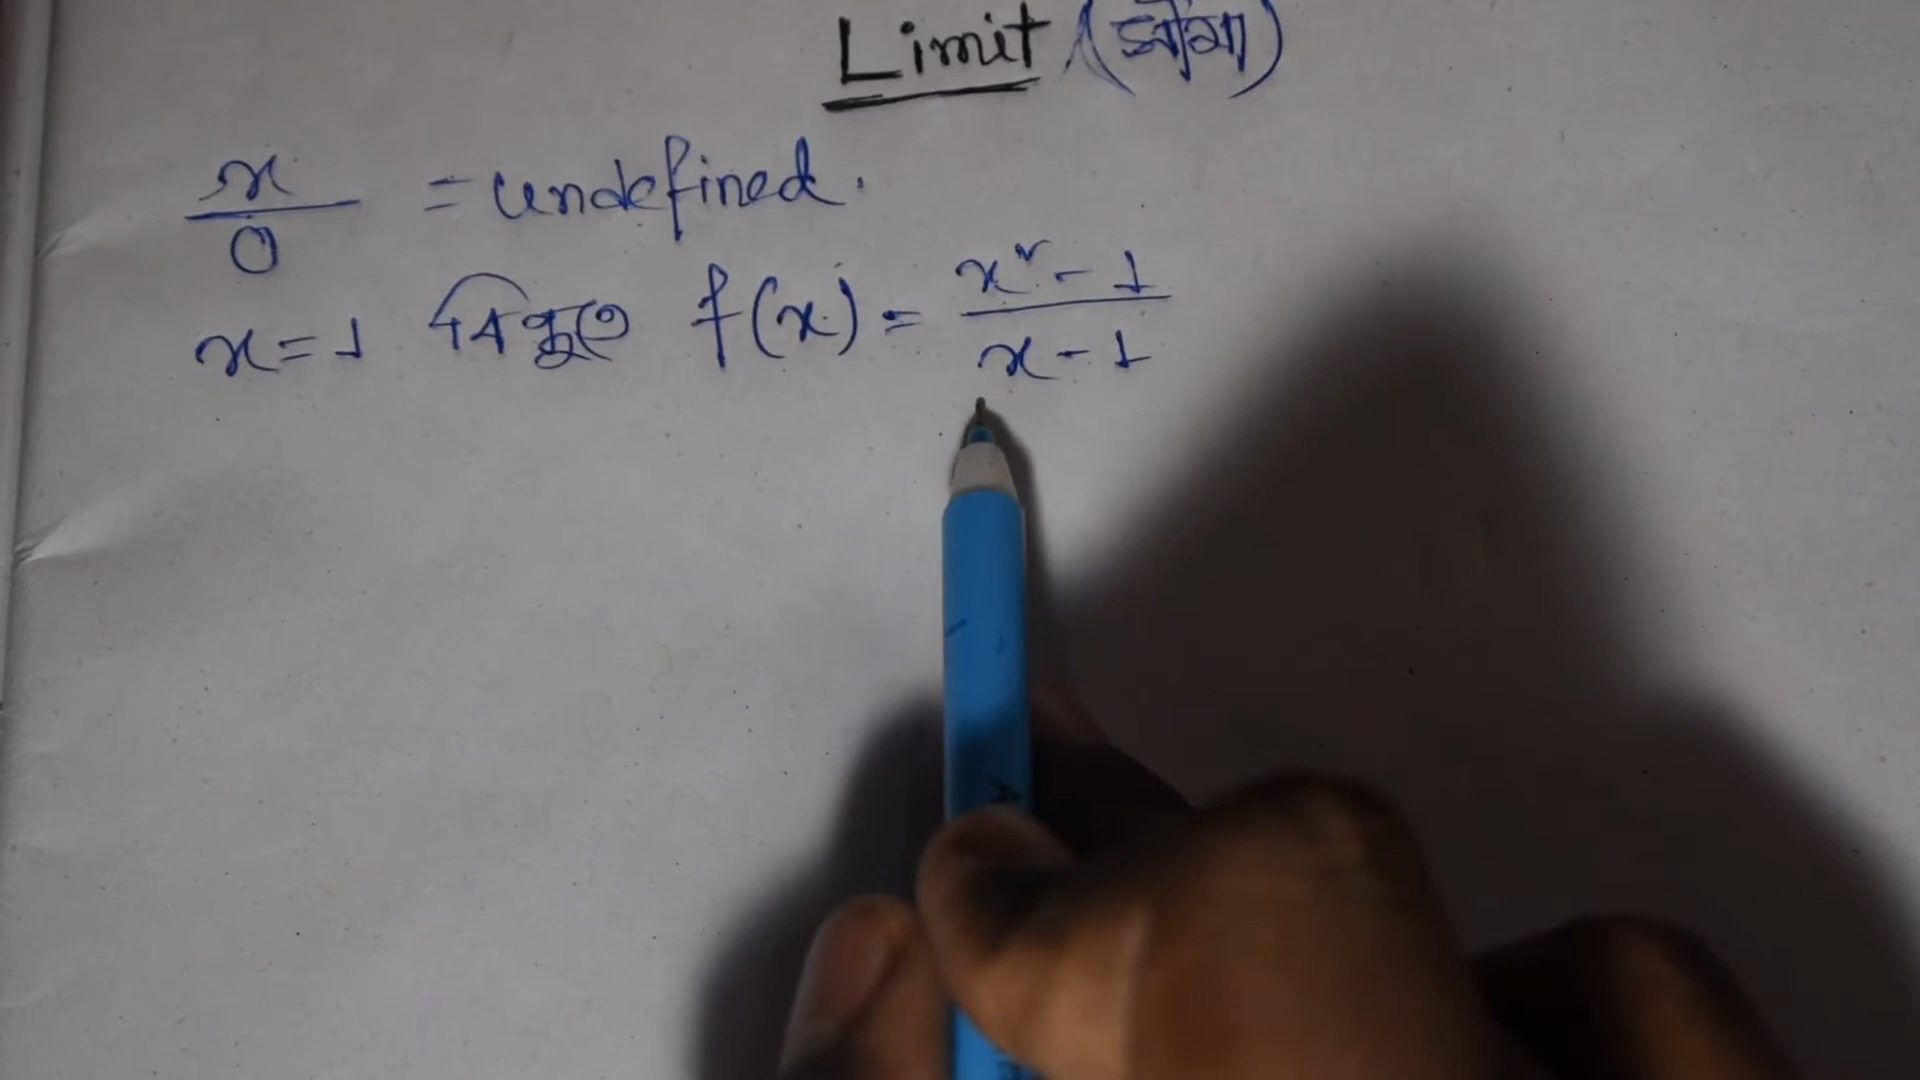 Limit (সীমা)
x/0 = undefined.
x=1 বিন্দুতে f(x) = x²-1/x-1